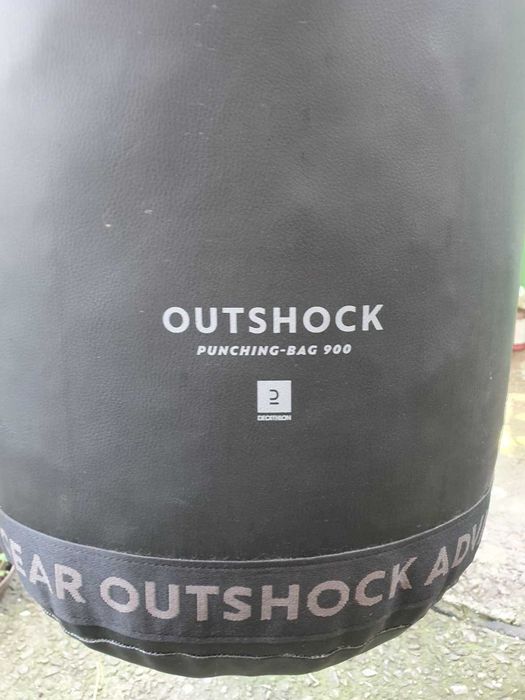 OUTSHOCK
PUNCHING-BAG 900
DECATHLON
EAR OUTSHOCK ADV